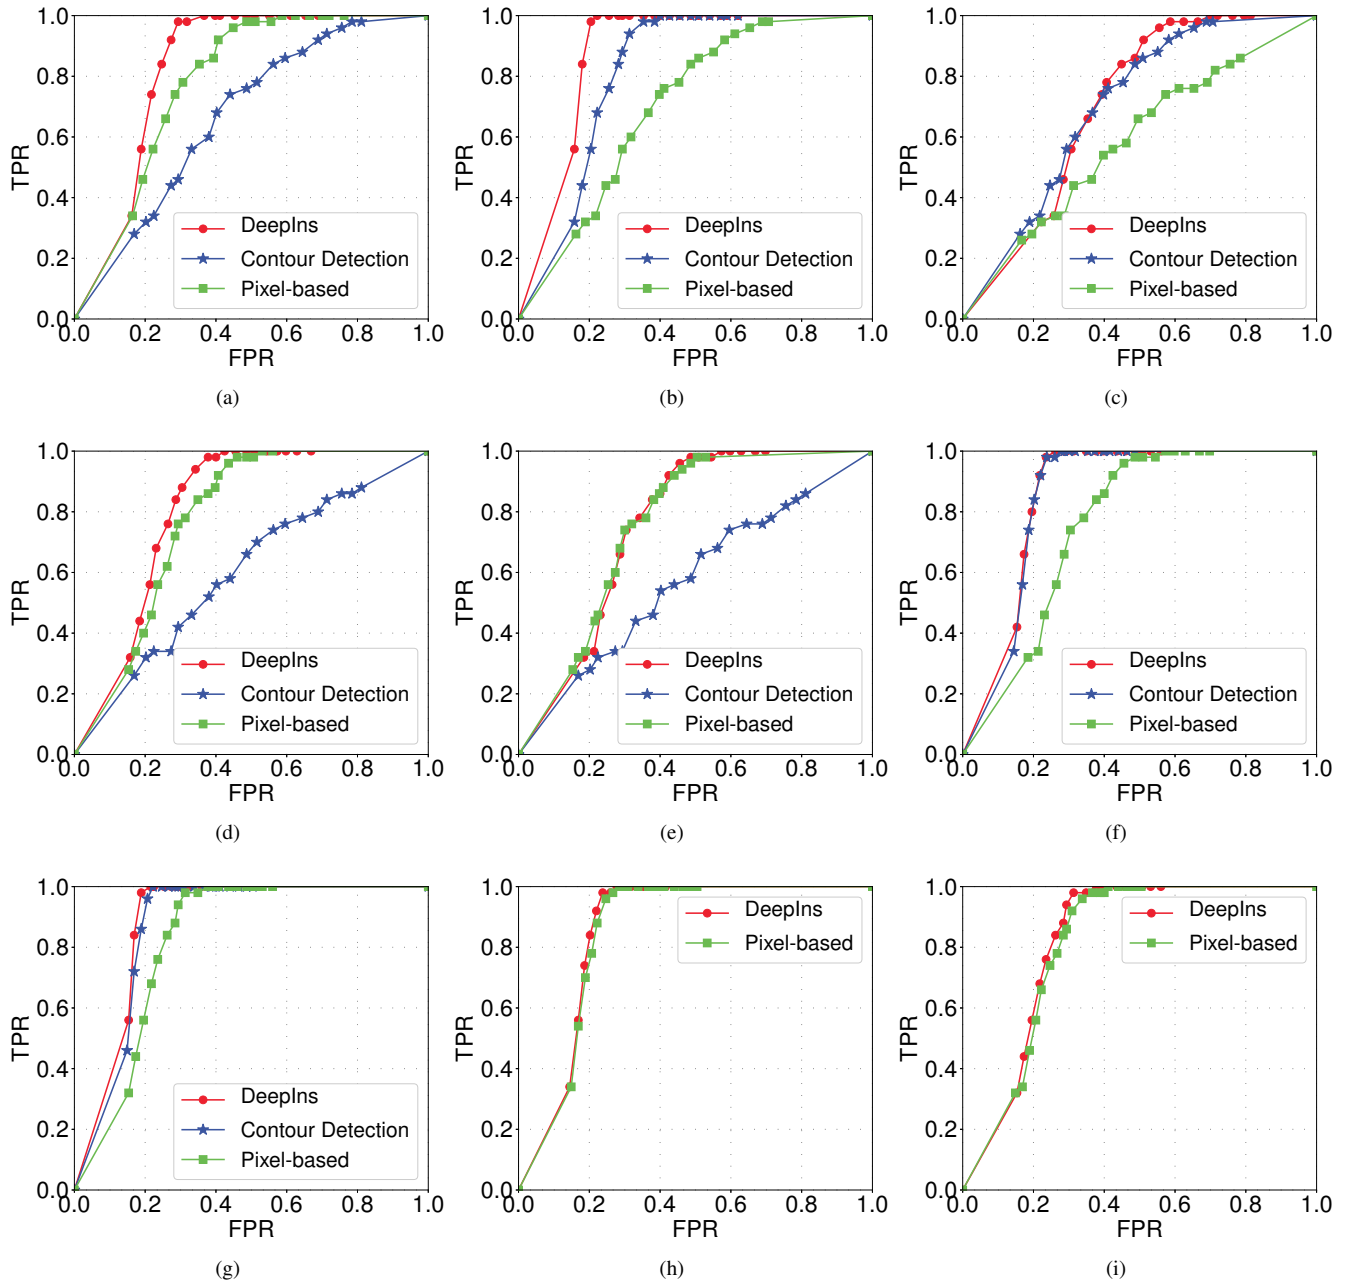 1.0 1.0 1.0
0.8 0.8 0.8
0.6 0.6 0.6
TPR TPR TPR
0.4 0.4 0.4
DeepIns DeepIns DeepIns
0.2 Contour Detection 0.2 Contour Detection 0.2 Contour Detection
Pixel-based Pixel-based Pixel-based
0.0 0.0 0.0
0.0 0.2 0.4 0.6 0.8 1.0 0.0 0.2 0.4 0.6 0.8 1.0 0.0 0.2 0.4 0.6 0.8 1.0
FPR FPR FPR
(a) (b) (c)
1.0 1.0 1.0
0.8 0.8 0.8
0.6 0.6 0.6
TPR TPR TPR
0.4 0.4 0.4
DeepIns DeepIns DeepIns
0.2 Contour Detection 0.2 Contour Detection 0.2 Contour Detection
Pixel-based Pixel-based Pixel-based
0.0 0.0 0.0
0.0 0.2 0.4 0.6 0.8 1.0 0.0 0.2 0.4 0.6 0.8 1.0 0.0 0.2 0.4 0.6 0.8 1.0
FPR FPR FPR
(d) (e) (f)
1.0 1.0 1.0
DeepIns DeepIns
Pixel-based Pixel-based
0.8 0.8 0.8
0.6 0.6 0.6
TPR TPR TPR
0.4 0.4 0.4
DeepIns
0.2 Contour Detection 0.2 0.2
Pixel-based
0.0 0.0 0.0
0.0 0.2 0.4 0.6 0.8 1.0 0.0 0.2 0.4 0.6 0.8 1.0 0.0 0.2 0.4 0.6 0.8 1.0
FPR FPR FPR
(g) (h) (i)